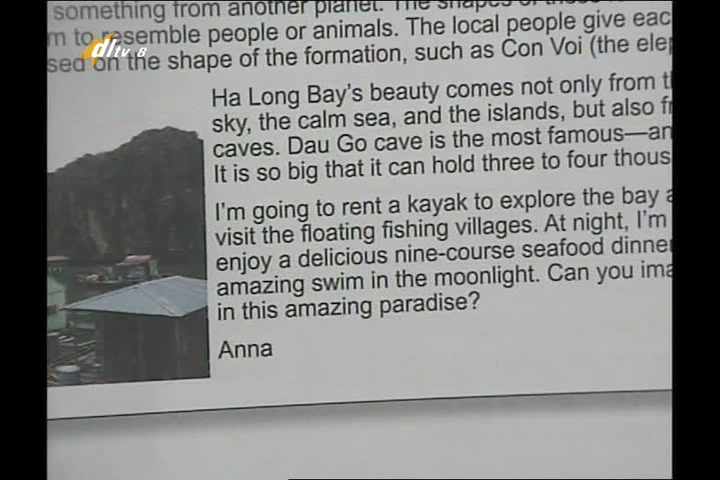 something from another planet. The shapes of these
m to resemble people or animals. The local people give eac
sed on the shape of the formation, such as Con Voi (the ele
dltv 8
Ha Long Bay's beauty comes not only from t
sky, the calm sea, and the islands, but also f
caves. Dau Go cave is the most famous—an
It is so big that it can hold three to four thous
I'm going to rent a kayak to explore the bay a
visit the floating fishing villages. At night, I'm
enjoy a delicious nine-course seafood dinner
amazing swim in the moonlight. Can you ima
in this amazing paradise?
Anna